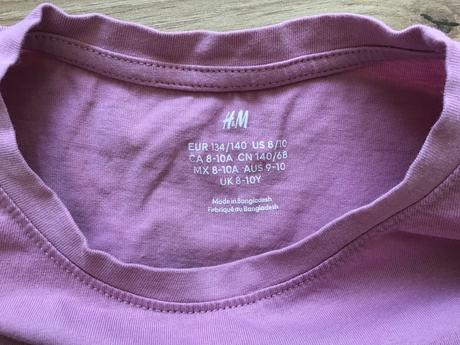 H&M
EUR 134/140 US 8/10
CA 8-10A CN 140/68
MX 8-10A AUS 9-10
UK 8-10Y
Made in Bangladesh
Fabriqué au Bangladesh